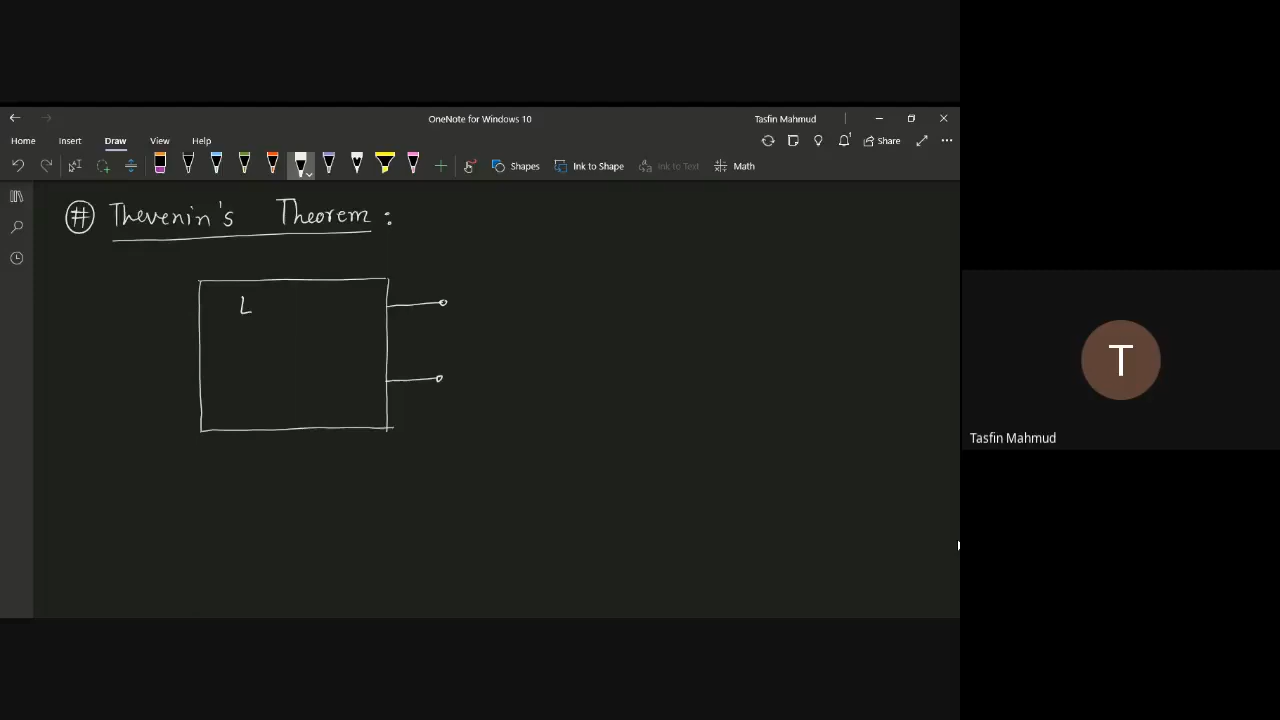 OneNote for Windows 10
Tasfin Mahmud
Home Insert Draw View Help
Share
Shapes Ink to Shape Ink to Text Math
# Thevenin's Theorem :
L
T
Tasfin Mahmud